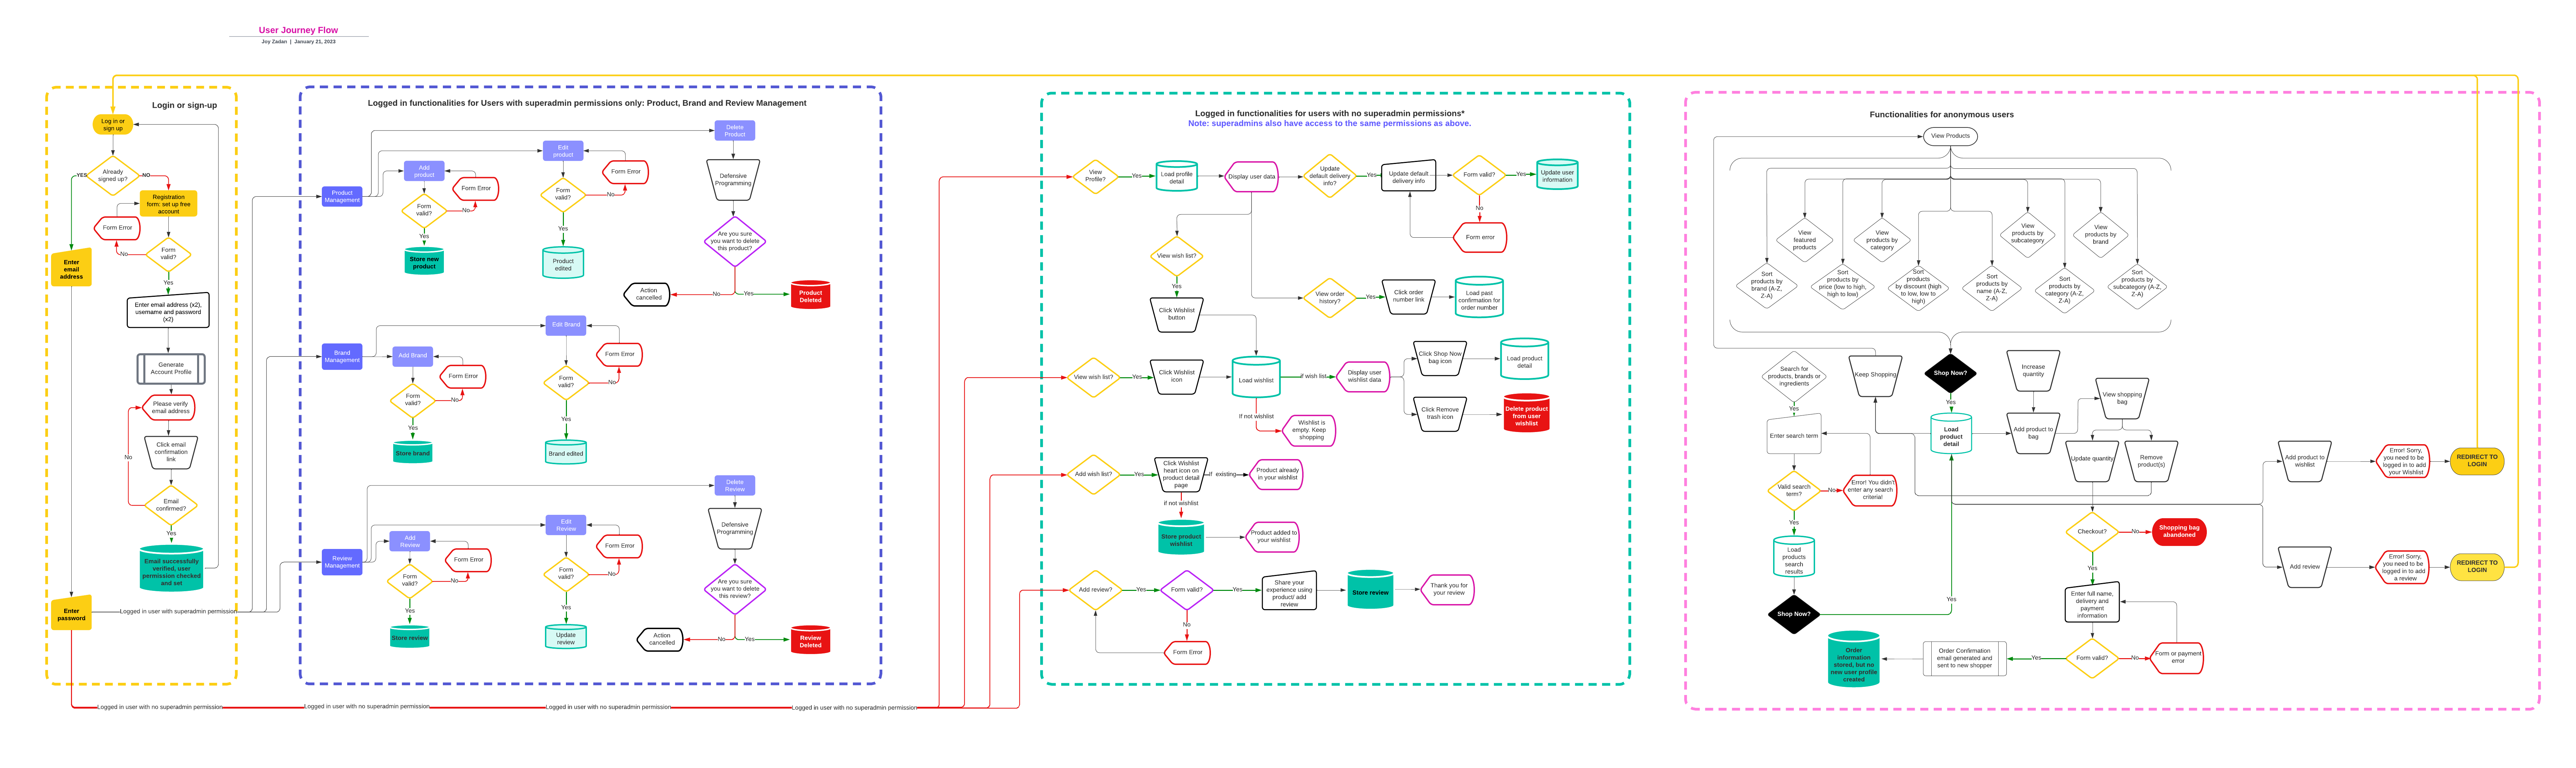 User Journey Flow
Joy Zadan | January 21, 2023
Login or sign-up
Log in or
sign up
Already
signed up?
YES
NO
Registration
form: set up free
account
Form Error
Form
valid?
No
Yes
Enter
email
address
Enter email address (x2),
username and password
(x2)
Generate
Account Profile
Please verify
email address
Click email
confirmation
link
No
Email
confirmed?
Yes
Email successfully
verified, user
permission checked
and set
Enter
password
Logged in user with superadmin permission
Logged in user with no superadmin permission
Logged in user with no superadmin permission
Logged in user with no superadmin permission
Logged in user with no superadmin permission
Logged in functionalities for Users with superadmin permissions only: Product, Brand and Review Management
Product
Management
Add
product
Form Error
Form
valid?
No
Yes
Store new
product
Edit
product
Form Error
Form
valid?
No
Yes
Product
edited
Delete
Product
Defensive
Programming
Are you sure
you want to delete
this product?
No
Yes
Action
cancelled
Product
Deleted
Brand
Management
Add Brand
Form Error
Form
valid?
No
Yes
Store brand
Edit Brand
Form Error
Form
valid?
No
Yes
Brand edited
Review
Management
Add
Review
Form Error
Form
valid?
No
Yes
Store review
Edit
Review
Form Error
Form
valid?
No
Yes
Update
review
Delete
Review
Defensive
Programming
Are you sure
you want to delete
this review?
No
Yes
Action
cancelled
Review
Deleted
Logged in functionalities for users with no superadmin permissions*
Note: superadmins also have access to the same permissions as above.
View
Profile?
Yes
Load profile
detail
Display user data
Update
default delivery
info?
Yes
Update default
delivery info
Form valid?
Yes
Update user
information
No
Form error
View wish list?
Yes
Click Wishlist
button
View order
history?
Yes
Click order
number link
Load past
confirmation for
order number
View wish list?
Yes
Click Wishlist
icon
Load wishlist
if wish list
Display user
wishlist data
Click Shop Now
bag icon
Load product
detail
Click Remove
trash icon
Delete product
from user
wishlist
If not wishlist
Wishlist is
empty. Keep
shopping
Add wish list?
Yes
Click Wishlist
heart icon on
product detail
page
If existing
Product already
in your wishlist
if not wishlist
Store product
wishlist
Product added to
your wishlist
Add review?
Yes
Form valid?
Yes
Share your
experience using
product/ add
review
Store review
Thank you for
your review
No
Form Error
Functionalities for anonymous users
View Products
View
featured
products
View
products by
category
View
products by
subcategory
View
products by
brand
Sort
products by
brand (A-Z,
Z-A)
Sort
products by
price (low to high,
high to low)
Sort
products
by discount (high
to low, low to
high)
Sort
products by
name (A-Z,
Z-A)
Sort
products by
category (A-Z,
Z-A)
Sort
products by
subcategory (A-Z,
Z-A)
Search for
products, brands or
ingredients
Yes
Enter search term
Valid search
term?
No
Error! You didn't
enter any search
criteria!
Yes
Load
products
search
results
Shop Now?
Yes
Keep Shopping
Shop Now?
Yes
Load
product
detail
Increase
quantity
Add product to
bag
View shopping
bag
Update quantity
Remove
product(s)
Checkout?
No
Shopping bag
abandoned
Yes
Enter full name,
delivery and
payment
information
Form valid?
No
Form or payment
error
Yes
Order Confirmation
email generated and
sent to new shopper
Order
information
stored, but no
new user profile
created
Add product to
wishlist
Error! Sorry,
you need to be
logged in to add
your Wishlist
REDIRECT TO
LOGIN
Add review
Error! Sorry,
you need to be
logged in to add
a review
REDIRECT TO
LOGIN